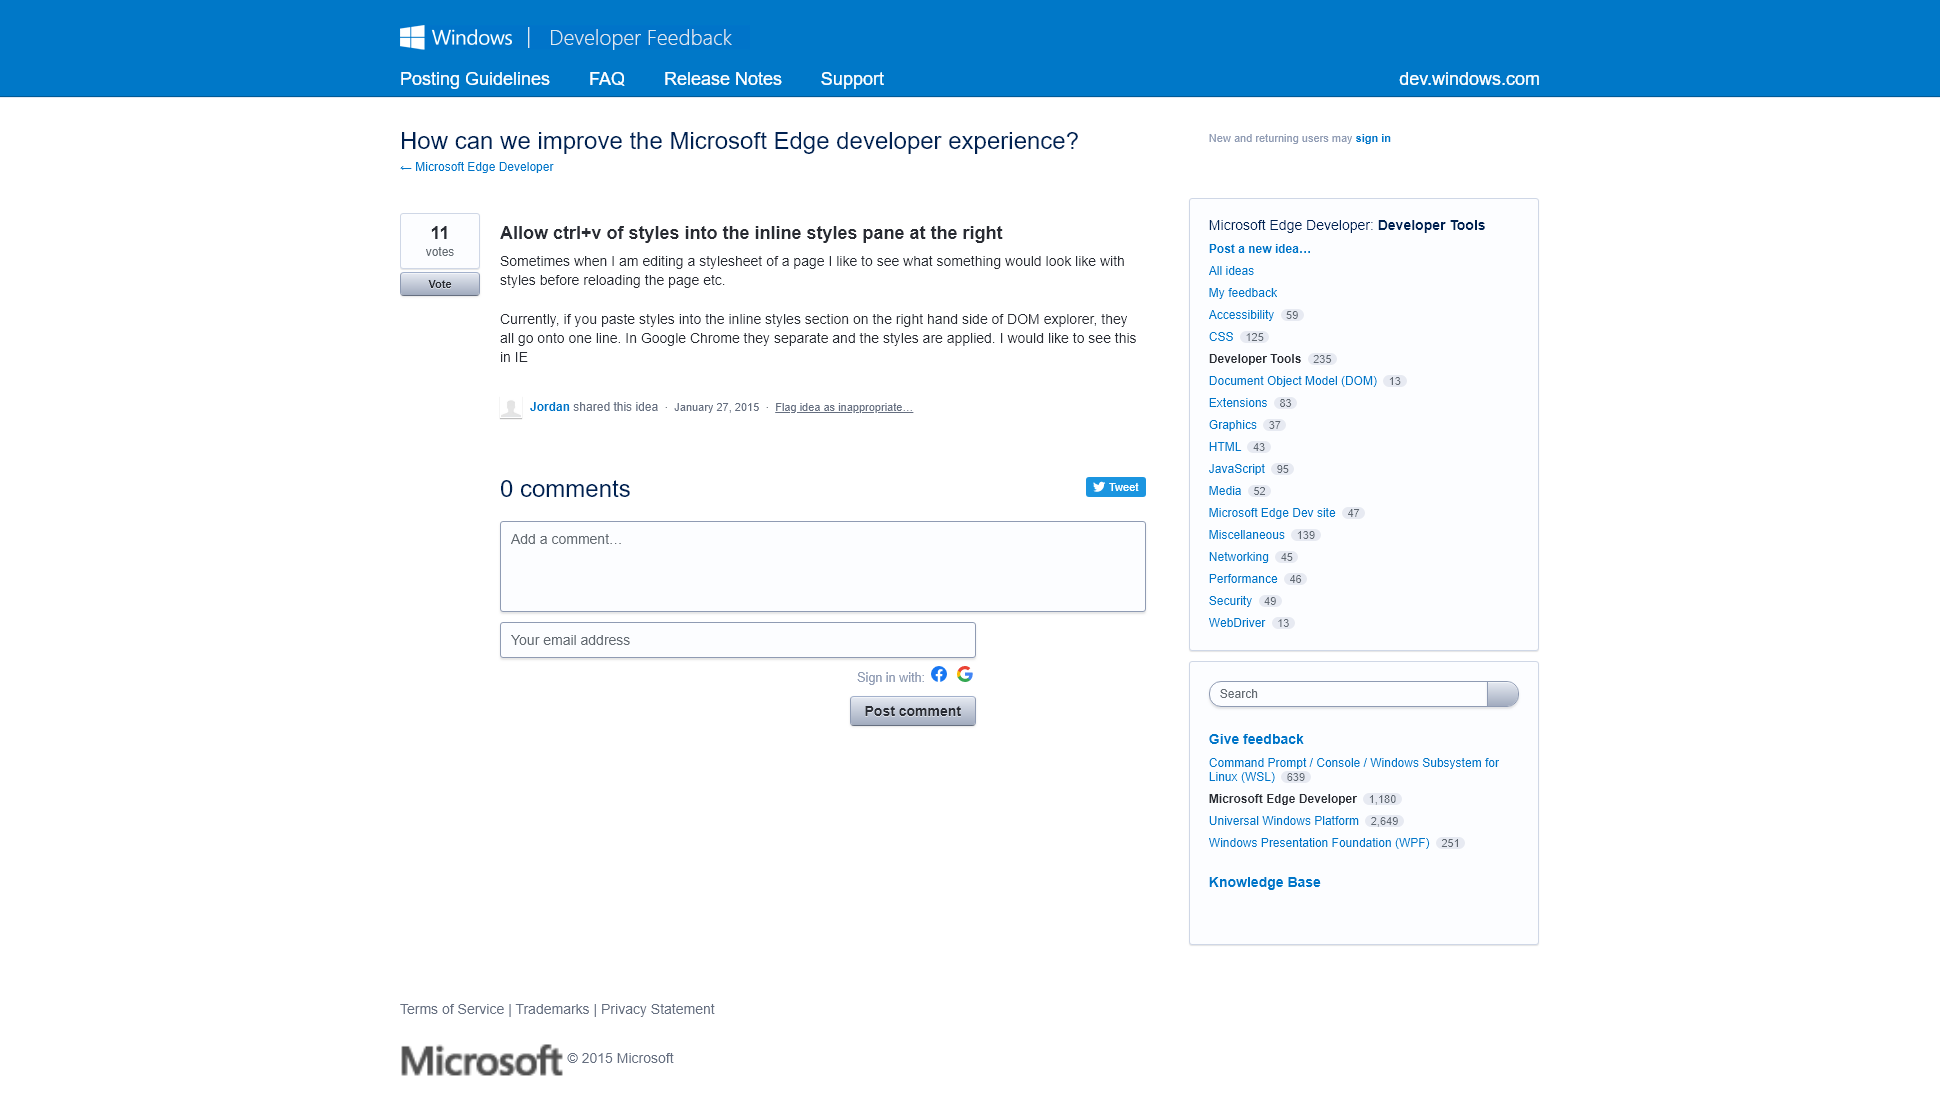 Windows | Developer Feedback
Posting Guidelines FAQ Release Notes Support dev.windows.com
How can we improve the Microsoft Edge developer experience?
← Microsoft Edge Developer
New and returning users may sign in
11
votes
Vote
Allow ctrl+v of styles into the inline styles pane at the right
Sometimes when I am editing a stylesheet of a page I like to see what something would look like with
styles before reloading the page etc.
Currently, if you paste styles into the inline styles section on the right hand side of DOM explorer, they
all go onto one line. In Google Chrome they separate and the styles are applied. I would like to see this
in IE
Jordan shared this idea · January 27, 2015 · Flag idea as inappropriate…
0 comments
Tweet
Add a comment…
Your email address
Sign in with:
Post comment
Microsoft Edge Developer: Developer Tools
Post a new idea…
All ideas
My feedback
Accessibility 59
CSS 125
Developer Tools 235
Document Object Model (DOM) 13
Extensions 83
Graphics 37
HTML 43
JavaScript 95
Media 52
Microsoft Edge Dev site 47
Miscellaneous 139
Networking 45
Performance 46
Security 49
WebDriver 13
Search
Give feedback
Command Prompt / Console / Windows Subsystem for
Linux (WSL) 639
Microsoft Edge Developer 1,180
Universal Windows Platform 2,649
Windows Presentation Foundation (WPF) 251
Knowledge Base
Terms of Service | Trademarks | Privacy Statement
Microsoft © 2015 Microsoft